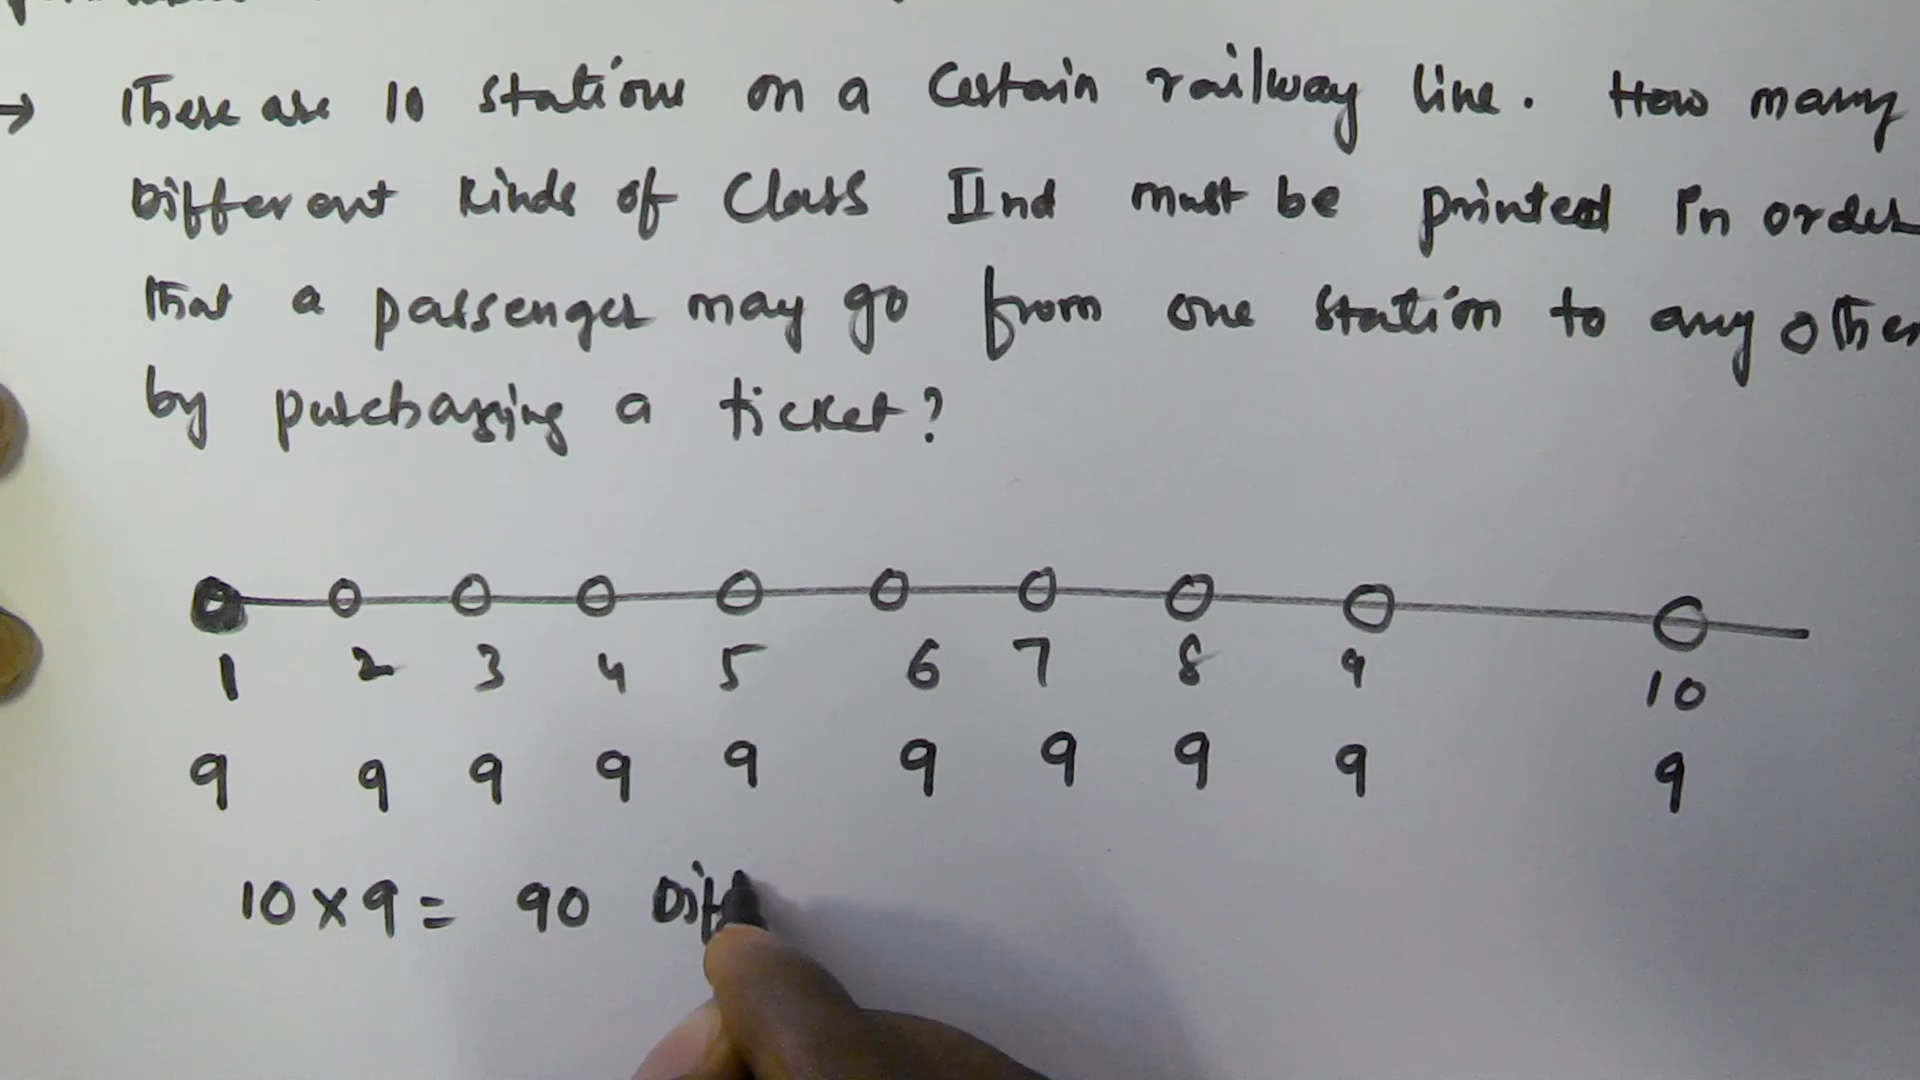 → There are 10 stations on a certain railway line. How many
Different kinds of Class IInd must be printed in order
that a passenger may go from one station to any other
by purchasing a ticket?
1 2 3 4 5 6 7 8 9 10
9 9 9 9 9 9 9 9 9 9
10 x 9 = 90 Diff